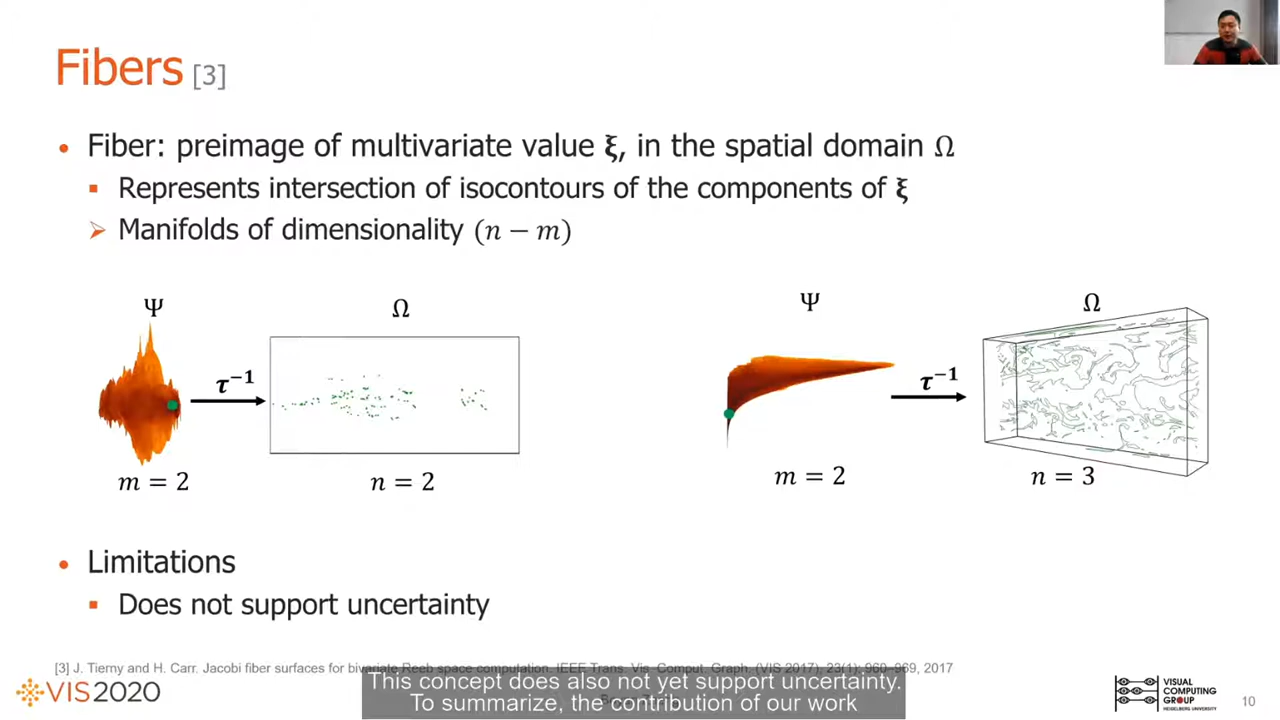 Fibers [3]
• Fiber: preimage of multivariate value ξ, in the spatial domain Ω
▪ Represents intersection of isocontours of the components of ξ
➢ Manifolds of dimensionality (n − m)
Ψ
Ω
τ⁻¹
m = 2
n = 2
Ψ
Ω
τ⁻¹
m = 2
n = 3
• Limitations
▪ Does not support uncertainty
[3] J. Tierny and H. Carr. Jacobi fiber surfaces for bivariate Reeb space computation. IEEE Trans. Vis. Comput. Graph. (VIS 2017), 23(1): 960–969, 2017
This concept does also not yet support uncertainty.
To summarize, the contribution of our work
VIS2020
VISUAL
COMPUTING
GROUP
HEIDELBERG UNIVERSITY
10